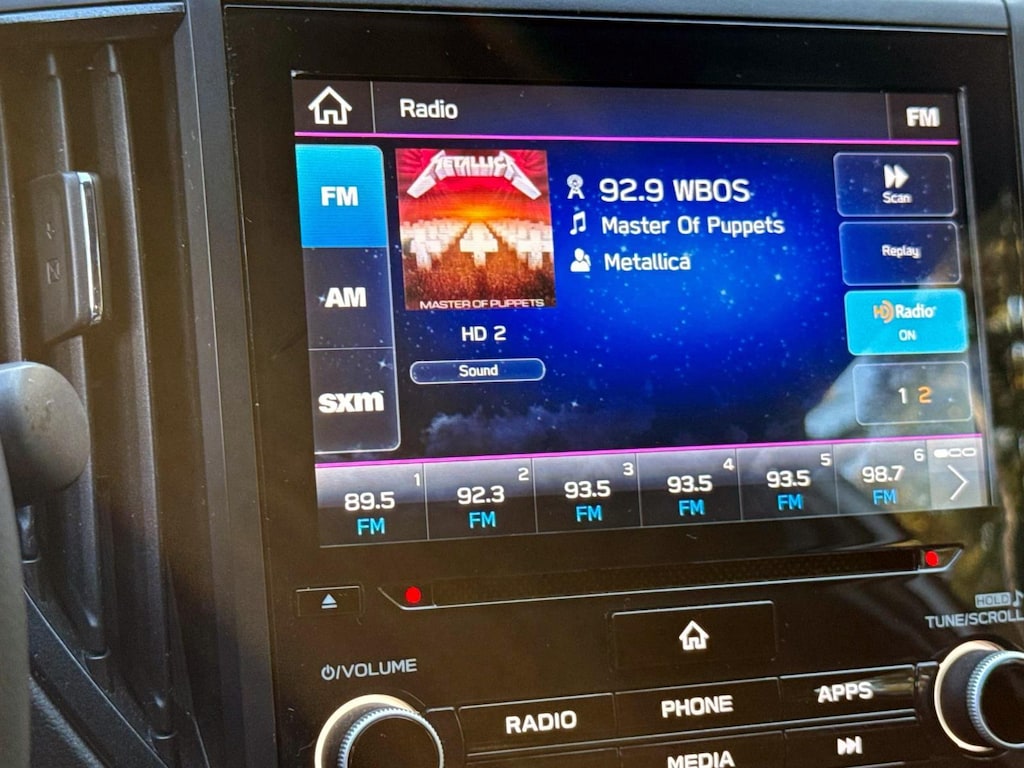 Radio
FM
FM
AM
sxm
METALLICA
MASTER OF PUPPETS
HD 2
Sound
92.9 WBOS
Master Of Puppets
Metallica
Scan
Replay
HD Radio
ON
1 2
1
89.5
FM
2
92.3
FM
3
93.5
FM
4
93.5
FM
5
93.5
FM
6
98.7
FM
HOLD
TUNE/SCROLL
/VOLUME
RADIO
PHONE
APPS
MEDIA